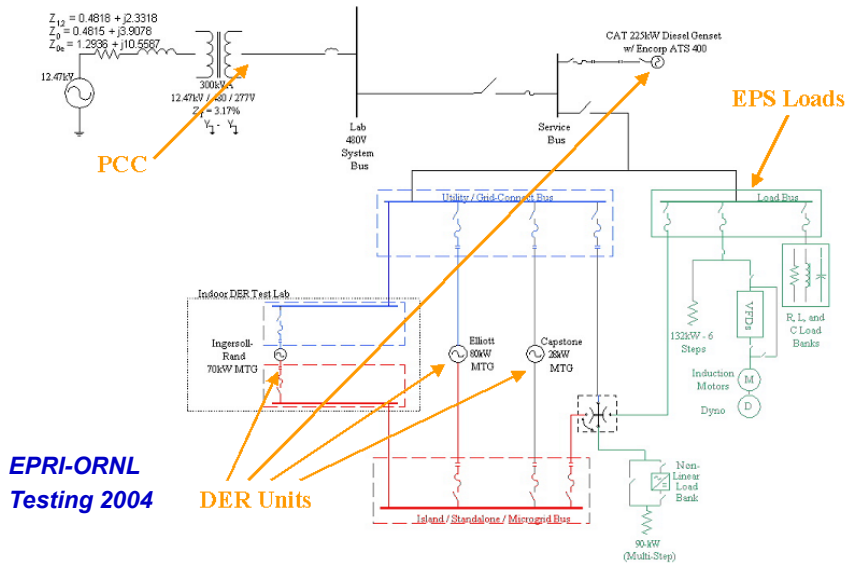 Z1,2 = 0.4818 + j2.3318
Z0 = 0.4815 + j3.9078
Z0e = 1.2936 + j10.5587
12.47kV
300kVA
12.47kV / 480 / 277V
ZT = 3.17%
Y - Y
PCC
Lab
480V
System
Bus
CAT 225kW Diesel Genset
w/ Encorp ATS 400
Service
Bus
EPS Loads
Utility / Grid-Connect Bus
Load Bus
Indoor DER Test Lab
Ingersoll-
Rand
70kW MTG
Elliott
80kW
MTG
Capstone
28kW
MTG
132kW - 6
Steps
VFDs
R, L, and
C Load
Banks
Induction
Motors
M
Dyno
D
EPRI-ORNL
Testing 2004
DER Units
Island / Standalone / Microgrid Bus
Non-
Linear
Load
Bank
90-kW
(Multi-Step)